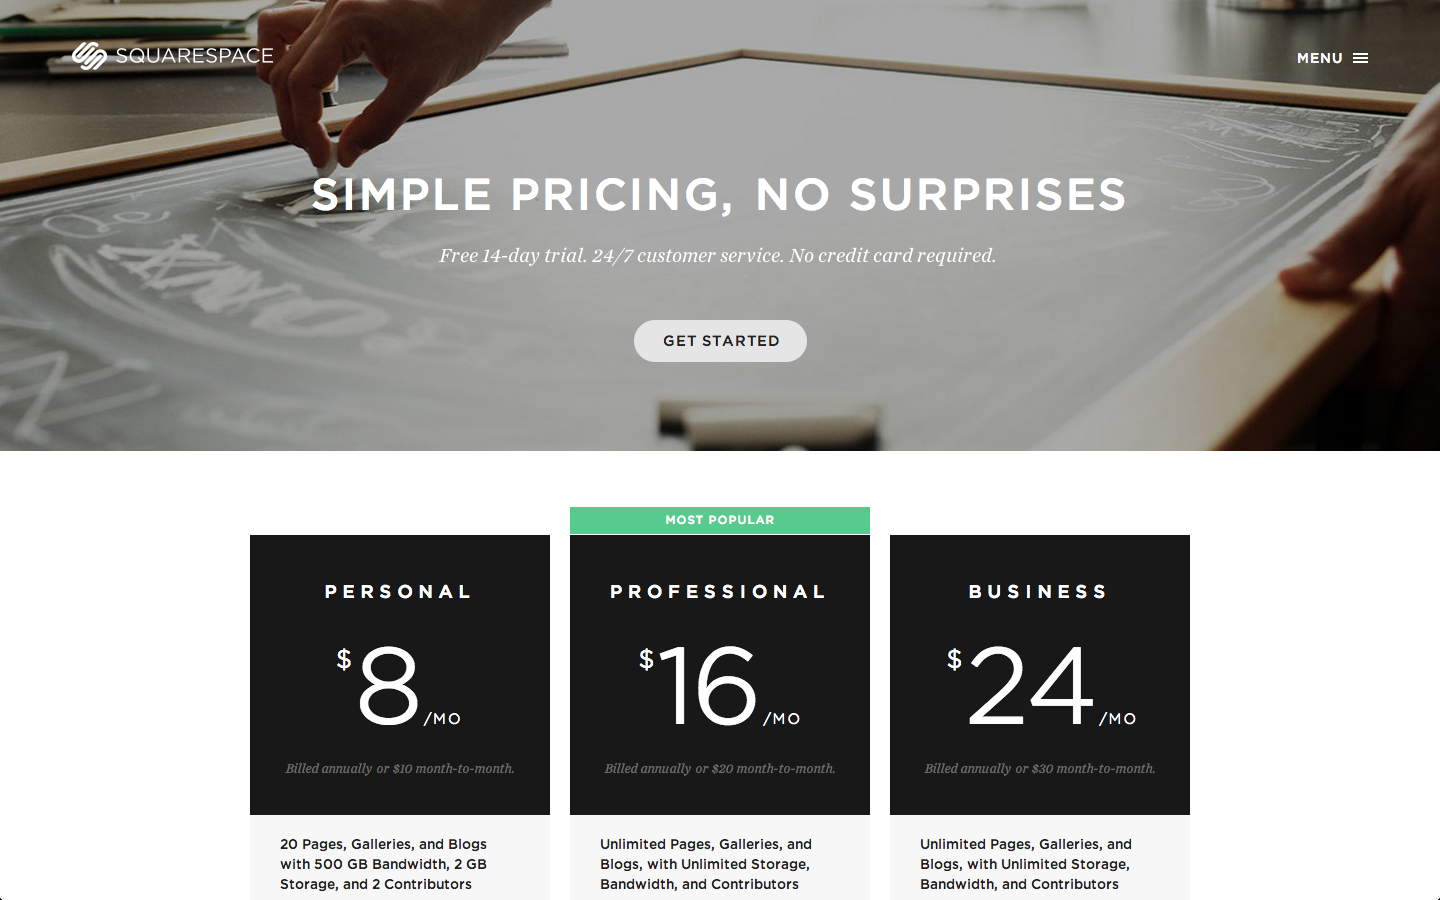 SQUARESPACE
MENU
SIMPLE PRICING, NO SURPRISES
Free 14-day trial. 24/7 customer service. No credit card required.
GET STARTED
MOST POPULAR
PERSONAL
$8/MO
Billed annually or $10 month-to-month.
20 Pages, Galleries, and Blogs
with 500 GB Bandwidth, 2 GB
Storage, and 2 Contributors
PROFESSIONAL
$16/MO
Billed annually or $20 month-to-month.
Unlimited Pages, Galleries, and
Blogs, with Unlimited Storage,
Bandwidth, and Contributors
BUSINESS
$24/MO
Billed annually or $30 month-to-month.
Unlimited Pages, Galleries, and
Blogs, with Unlimited Storage,
Bandwidth, and Contributors